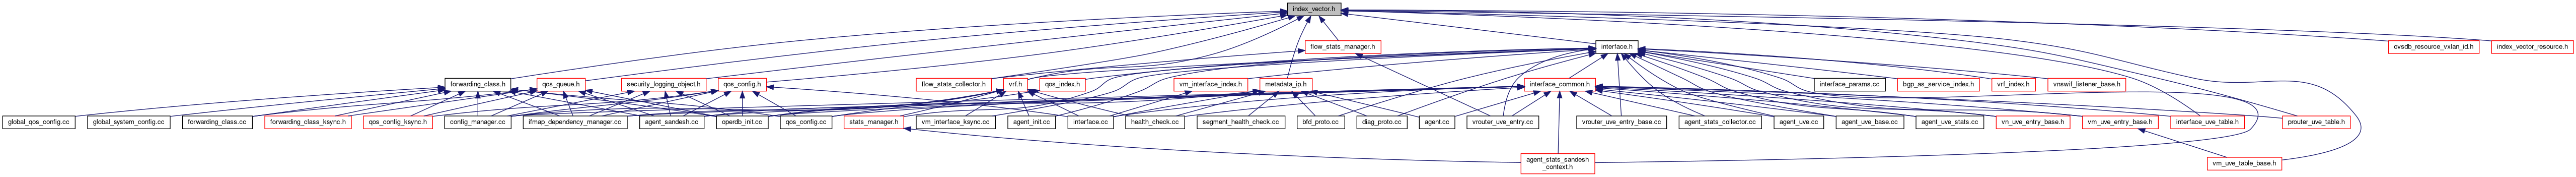 index_vector.h
flow_stats_manager.h
interface.h
ovsdb_resource_vxlan_id.h
index_vector_resource.h
forwarding_class.h
qos_queue.h
security_logging_object.h
qos_config.h
flow_stats_collector.h
vrf.h
qos_index.h
vm_interface_index.h
metadata_ip.h
interface_common.h
interface_params.cc
bgp_as_service_index.h
vrf_index.h
vnswif_listener_base.h
global_qos_config.cc
global_system_config.cc
forwarding_class.cc
forwarding_class_ksync.h
qos_config_ksync.h
config_manager.cc
ifmap_dependency_manager.cc
agent_sandesh.cc
operdb_init.cc
qos_config.cc
stats_manager.h
vm_interface_ksync.cc
agent_init.cc
interface.cc
health_check.cc
segment_health_check.cc
bfd_proto.cc
diag_proto.cc
agent.cc
vrouter_uve_entry.cc
vrouter_uve_entry_base.cc
agent_stats_collector.cc
agent_uve.cc
agent_uve_base.cc
agent_uve_stats.cc
vn_uve_entry_base.h
vm_uve_entry_base.h
interface_uve_table.h
prouter_uve_table.h
agent_stats_sandesh
_context.h
vm_uve_table_base.h